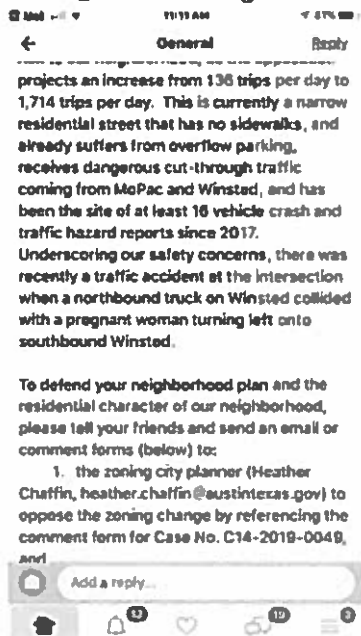 11:11 AM
General
Reply
projects an increase from 136 trips per day to
1,714 trips per day. This is currently a narrow
residential street that has no sidewalks, and
already suffers from overflow parking,
receives dangerous cut-through traffic
coming from MoPac and Winsted, and has
been the site of at least 16 vehicle crash and
traffic hazard reports since 2017.
Underscoring our safety concerns, there was
recently a traffic accident at the intersection
when a northbound truck on Winsted collided
with a pregnant woman turning left onto
southbound Winsted.
To defend your neighborhood plan and the
residential character of our neighborhood,
please tell your friends and send an email or
comment forms (below) to:
1. the zoning city planner (Heather
Chaffin, heather.chaffin@austintexas.gov) to
oppose the zoning change by referencing the
comment form for Case No. C14-2019-0049,
and
Add a reply...